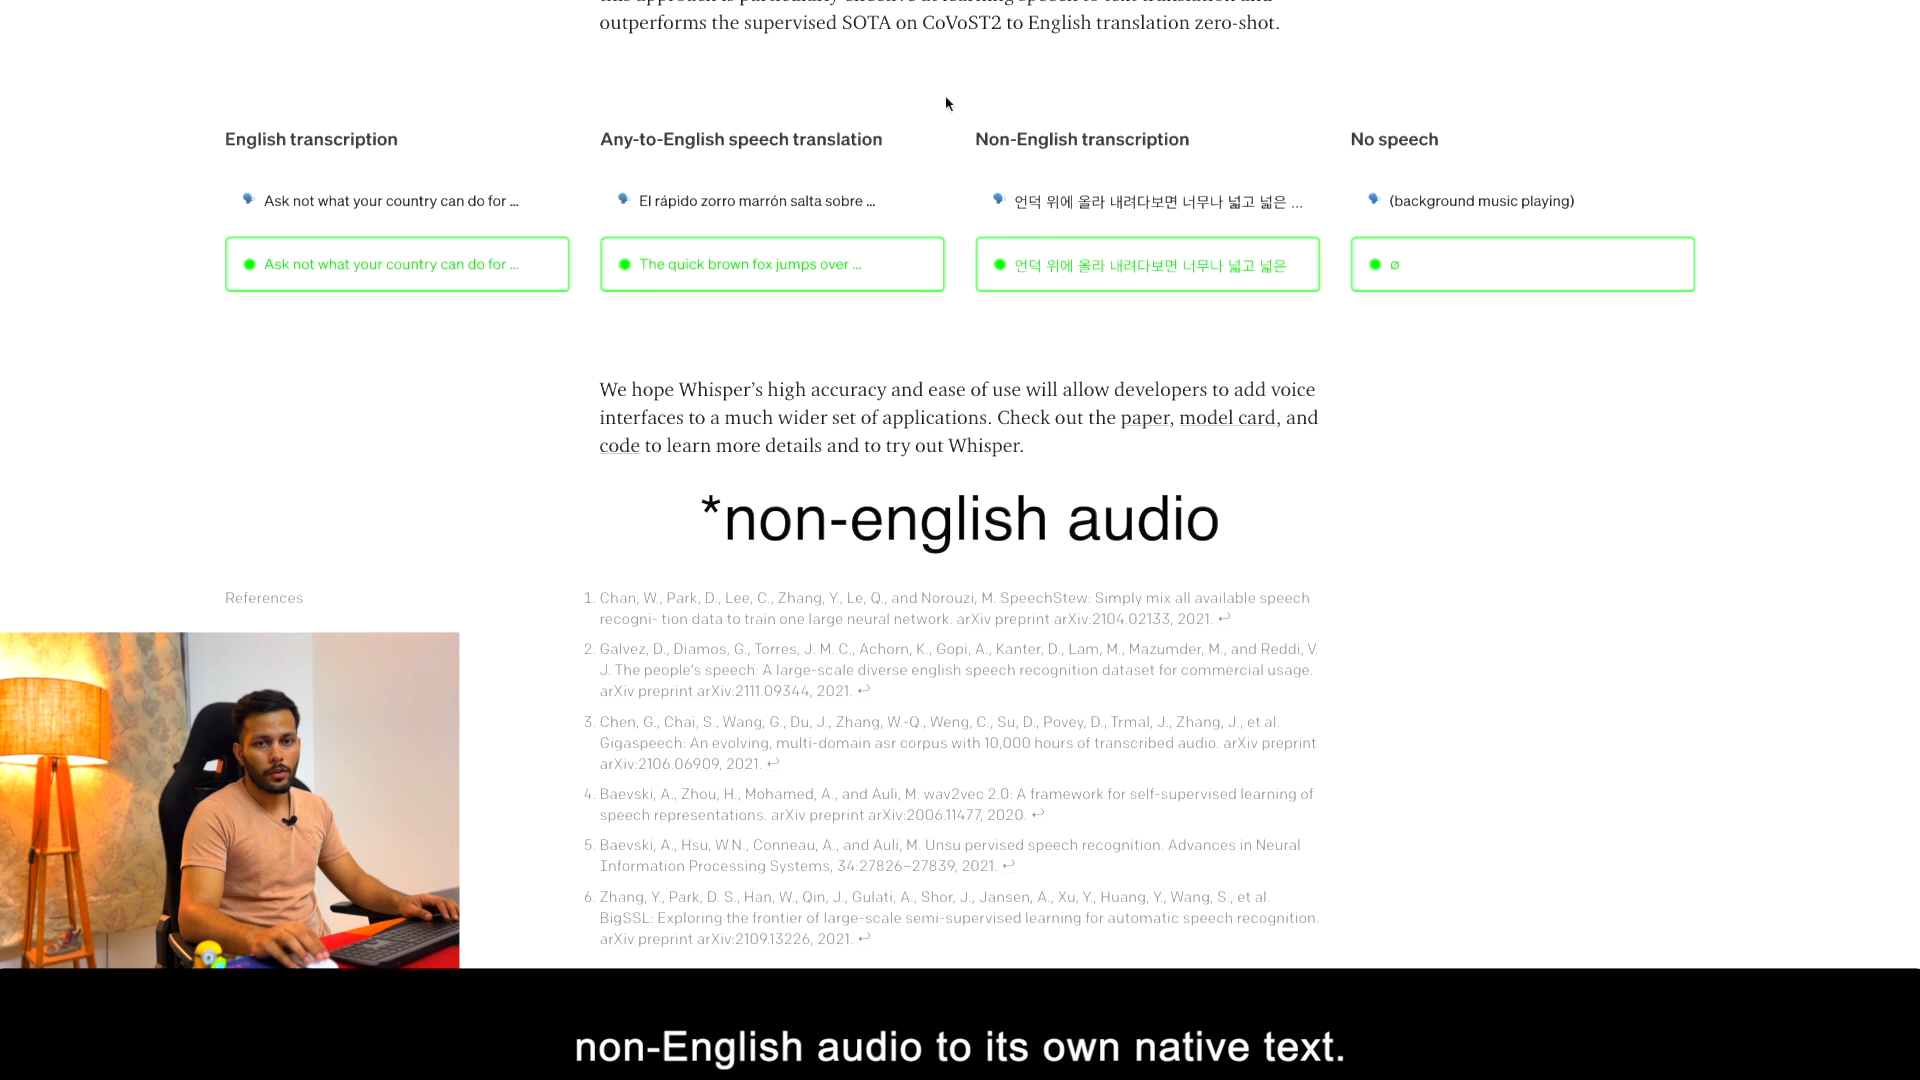 outperforms the supervised SOTA on CoVoST2 to English translation zero-shot.
English transcription
Any-to-English speech translation
Non-English transcription
No speech
Ask not what your country can do for ...
El rápido zorro marrón salta sobre ...
언덕 위에 올라 내려다보면 너무나 넓고 넓은 ...
(background music playing)
Ask not what your country can do for ...
The quick brown fox jumps over ...
언덕 위에 올라 내려다보면 너무나 넓고 넓은
ø
We hope Whisper’s high accuracy and ease of use will allow developers to add voice
interfaces to a much wider set of applications. Check out the paper, model card, and
code to learn more details and to try out Whisper.
*non-english audio
References
1. Chan, W., Park, D., Lee, C., Zhang, Y., Le, Q., and Norouzi, M. SpeechStew: Simply mix all available speech
recogni- tion data to train one large neural network. arXiv preprint arXiv:2104.02133, 2021. ↩
2. Galvez, D., Diamos, G., Torres, J. M. C., Achorn, K., Gopi, A., Kanter, D., Lam, M., Mazumder, M., and Reddi, V.
J. The people’s speech: A large-scale diverse english speech recognition dataset for commercial usage.
arXiv preprint arXiv:2111.09344, 2021. ↩
3. Chen, G., Chai, S., Wang, G., Du, J., Zhang, W.-Q., Weng, C., Su, D., Povey, D., Trmal, J., Zhang, J., et al.
Gigaspeech: An evolving, multi-domain asr corpus with 10,000 hours of transcribed audio. arXiv preprint
arXiv:2106.06909, 2021. ↩
4. Baevski, A., Zhou, H., Mohamed, A., and Auli, M. wav2vec 2.0: A framework for self-supervised learning of
speech representations. arXiv preprint arXiv:2006.11477, 2020. ↩
5. Baevski, A., Hsu, W.N., Conneau, A., and Auli, M. Unsu pervised speech recognition. Advances in Neural
Information Processing Systems, 34:27826–27839, 2021. ↩
6. Zhang, Y., Park, D. S., Han, W., Qin, J., Gulati, A., Shor, J., Jansen, A., Xu, Y., Huang, Y., Wang, S., et al.
BigSSL: Exploring the frontier of large-scale semi-supervised learning for automatic speech recognition.
arXiv preprint arXiv:2109.13226, 2021. ↩
non-English audio to its own native text.